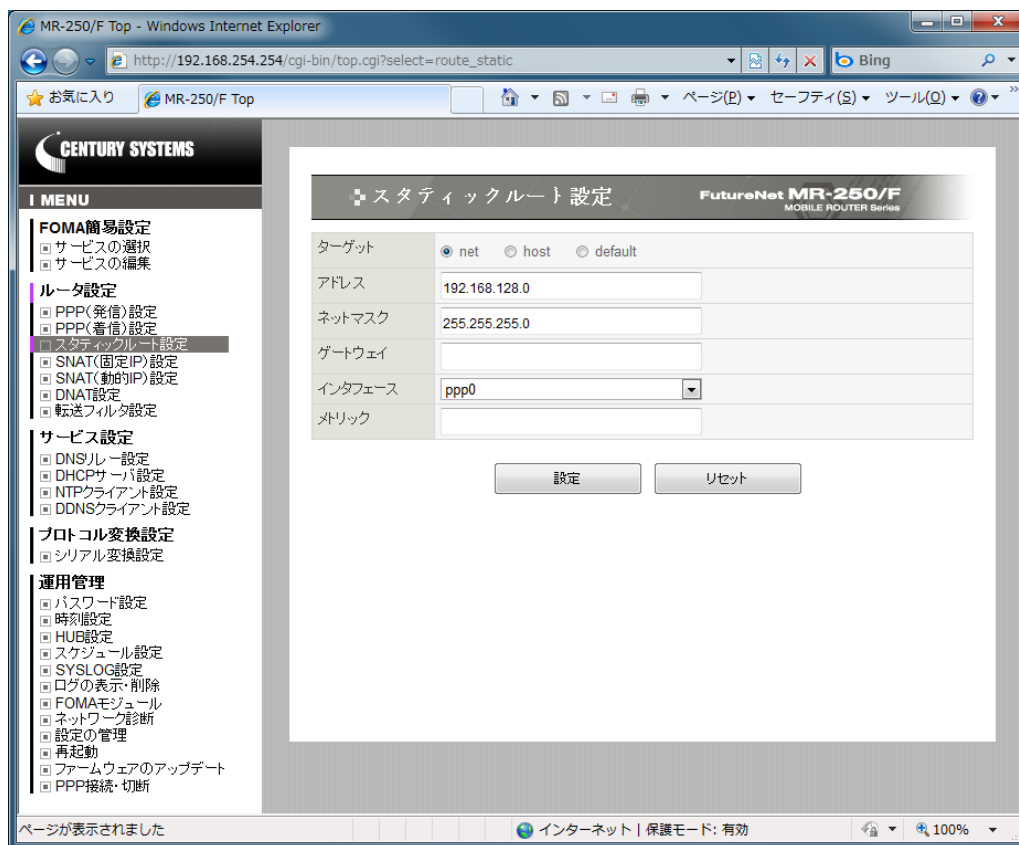 MR-250/F Top - Windows Internet Explorer
http://192.168.254.254/cgi-bin/top.cgi?select=route_static
Bing
お気に入り
MR-250/F Top
ページ(P)
セーフティ(S)
ツール(O)
CENTURY SYSTEMS
MENU
FOMA簡易設定
サービスの選択
サービスの編集
ルータ設定
PPP(発信)設定
PPP(着信)設定
スタティックルート設定
SNAT(固定IP)設定
SNAT(動的IP)設定
DNAT設定
転送フィルタ設定
サービス設定
DNSリレー設定
DHCPサーバ設定
NTPクライアント設定
DDNSクライアント設定
プロトコル変換設定
シリアル変換設定
運用管理
パスワード設定
時刻設定
HUB設定
スケジュール設定
SYSLOG設定
ログの表示・削除
FOMAモジュール
ネットワーク診断
設定の管理
再起動
ファームウェアのアップデート
PPP接続・切断
スタティックルート設定
FutureNet MR-250/F
MOBILE ROUTER Series
ターゲット
net
host
default
アドレス
192.168.128.0
ネットマスク
255.255.255.0
ゲートウェイ
インタフェース
ppp0
メトリック
設定
リセット
ページが表示されました
インターネット | 保護モード: 有効
100%